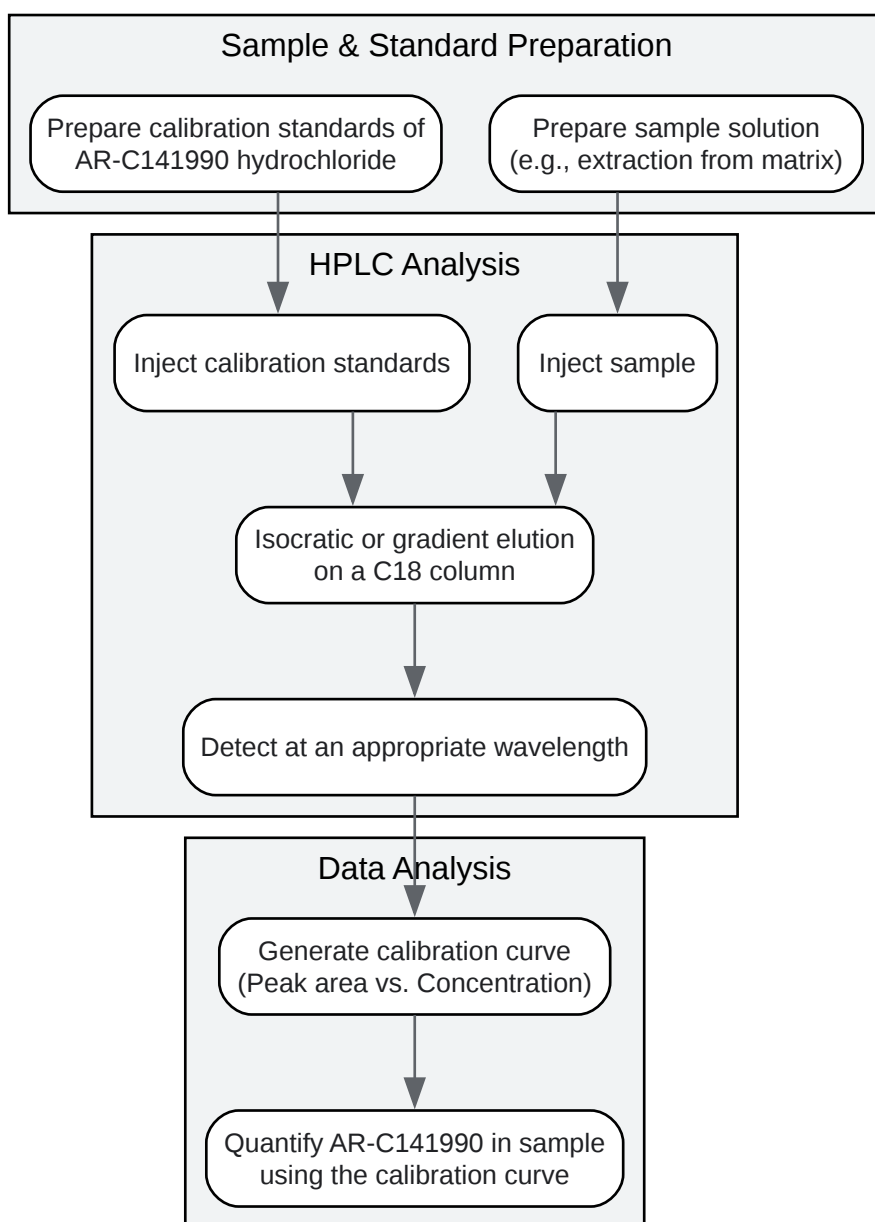 Sample & Standard Preparation
Prepare calibration standards of
AR-C141990 hydrochloride
Prepare sample solution
(e.g., extraction from matrix)
HPLC Analysis
Inject calibration standards
Inject sample
Isocratic or gradient elution
on a C18 column
Detect at an appropriate wavelength
Data Analysis
Generate calibration curve
(Peak area vs. Concentration)
Quantify AR-C141990 in sample
using the calibration curve